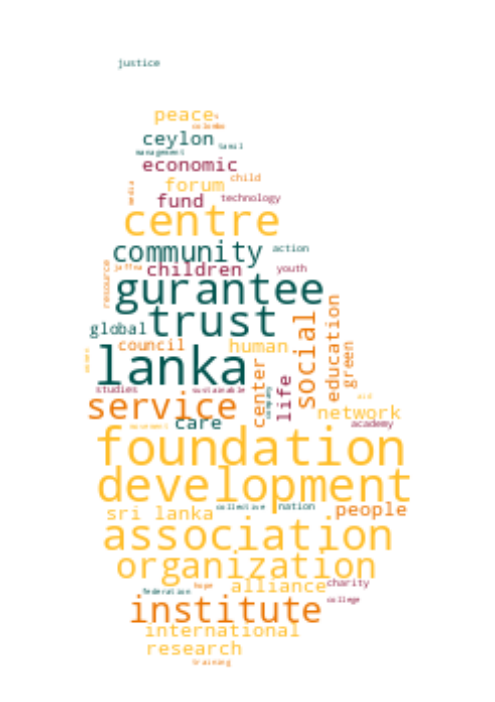 justice
peace
colombo
ceylon
tamil
management
economic
child
forum
media
fund
technology
centre
community
action
jaffna
children
youth
resource
gurantee
trust
global
social
education
council
human
green
lanka
center
life
studies
sustainable
company
aid
service
network
care
movement
academy
foundation
development
sri lanka
collective
nation
people
association
organization
alliance
charity
hope
federation
institute
college
international
research
training